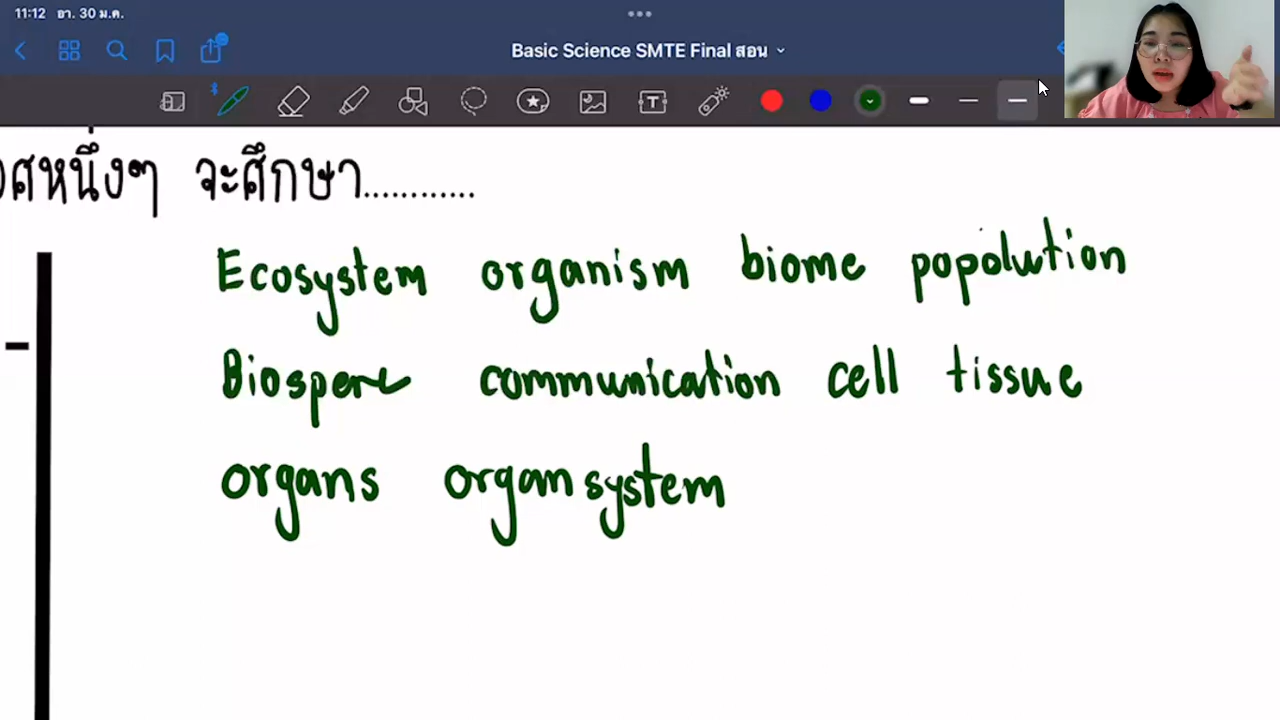 11:12 อา. 30 ม.ค.
Basic Science SMTE Final สอน
ศหนึ่งๆ จะศึกษา............
Ecosystem organism biome popolution
Biospere communication cell tissue
organs organsystem